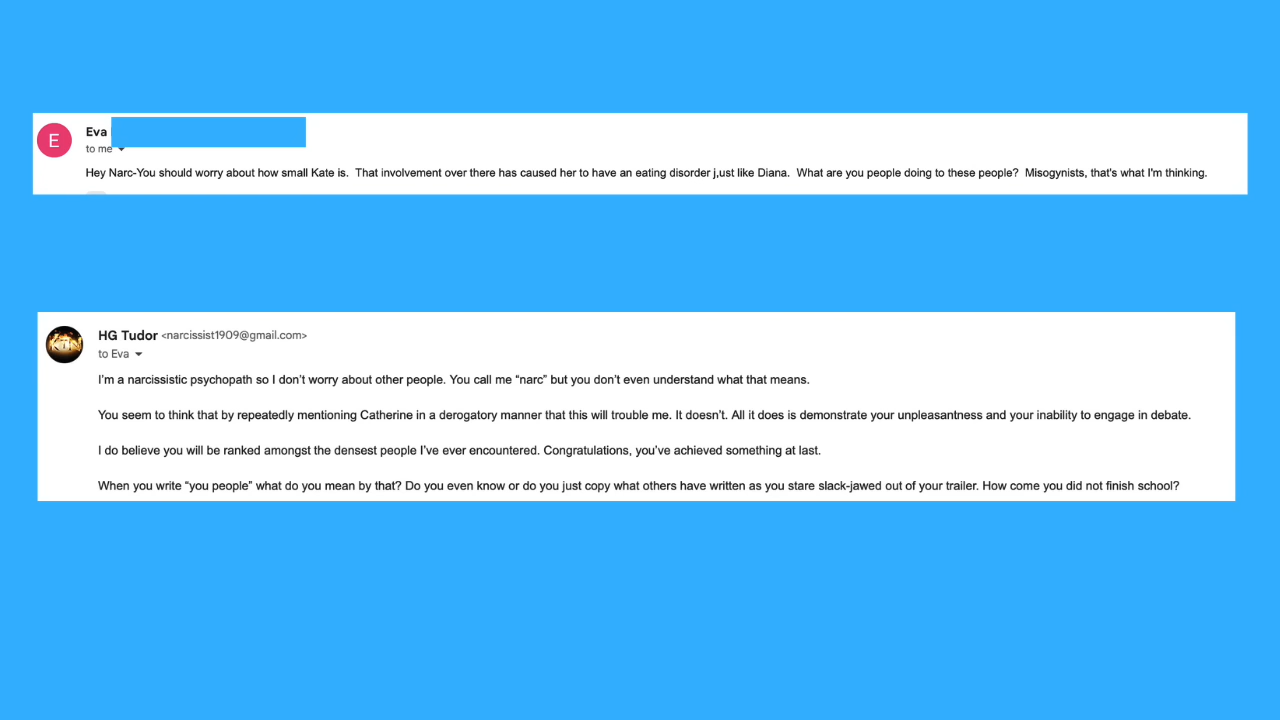 E
Eva
to me
Hey Narc-You should worry about how small Kate is.  That involvement over there has caused her to have an eating disorder j,ust like Diana.  What are you people doing to these people?  Misogynists, that's what I'm thinking.
KTN
HG Tudor <narcissist1909@gmail.com>
to Eva
I'm a narcissistic psychopath so I don't worry about other people. You call me “narc” but you don't even understand what that means.
You seem to think that by repeatedly mentioning Catherine in a derogatory manner that this will trouble me. It doesn't. All it does is demonstrate your unpleasantness and your inability to engage in debate.
I do believe you will be ranked amongst the densest people I've ever encountered. Congratulations, you've achieved something at last.
When you write “you people” what do you mean by that? Do you even know or do you just copy what others have written as you stare slack-jawed out of your trailer. How come you did not finish school?